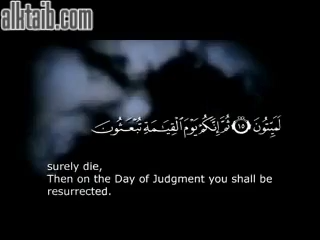 alktaib.com
لَمَيِّتُونَ ۝١٥ ثُمَّ إِنَّكُمْ يَوْمَ الْقِيَامَةِ تُبْعَثُونَ
surely die,
Then on the Day of Judgment you shall be
resurrected.